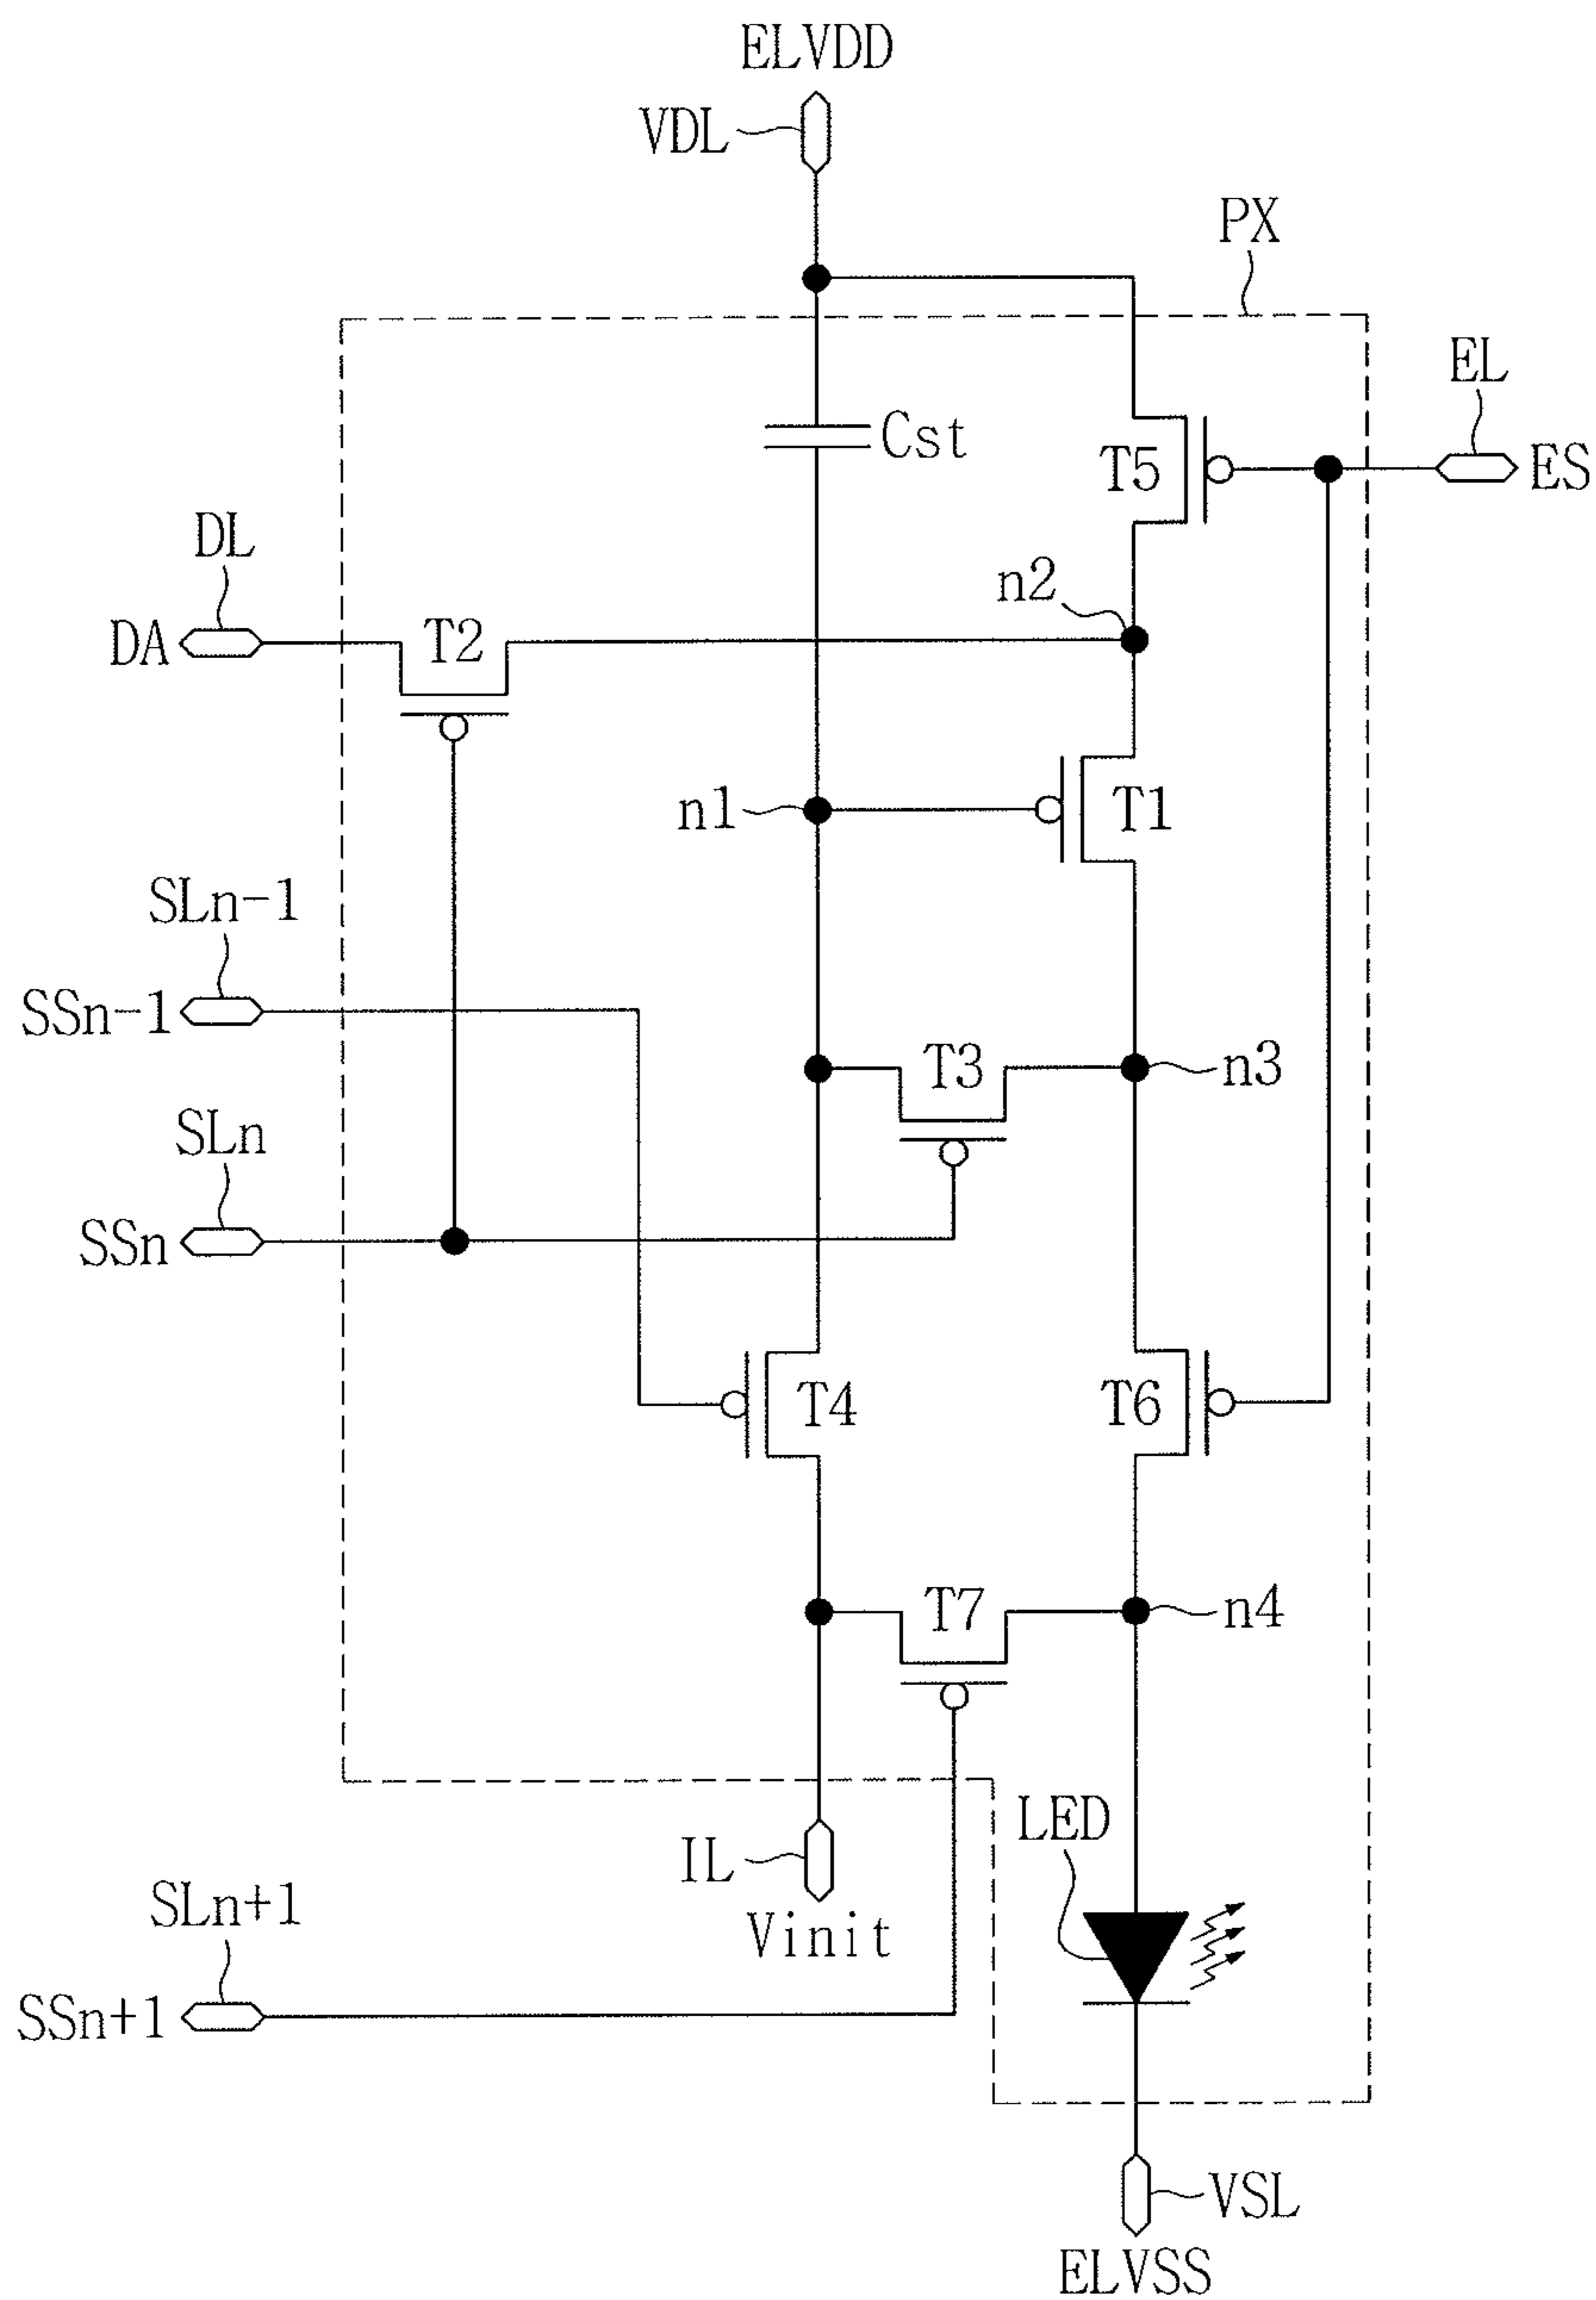 ELVDD
VDL
PX
EL
Cst
T5
ES
DL
n2
DA
T2
n1
T1
SLn-1
SSn-1
T3
n3
SLn
SSn
T4
T6
T7
n4
LED
IL
SLn+1
Vinit
SSn+1
VSL
ELVSS